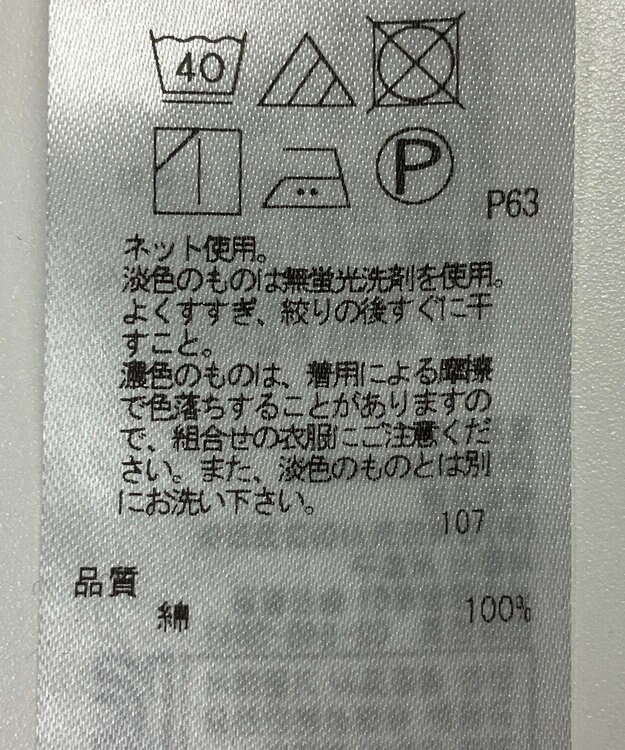 40
P
P63
ネット使用。
淡色のものは無蛍光洗剤を使用。
よくすすぎ、絞りの後すぐに干
すこと。
濃色のものは、着用による摩擦
で色落ちすることがありますの
で、組合せの衣服にご注意くだ
さい。また、淡色のものとは別
にお洗い下さい。
107
品質
綿 100%